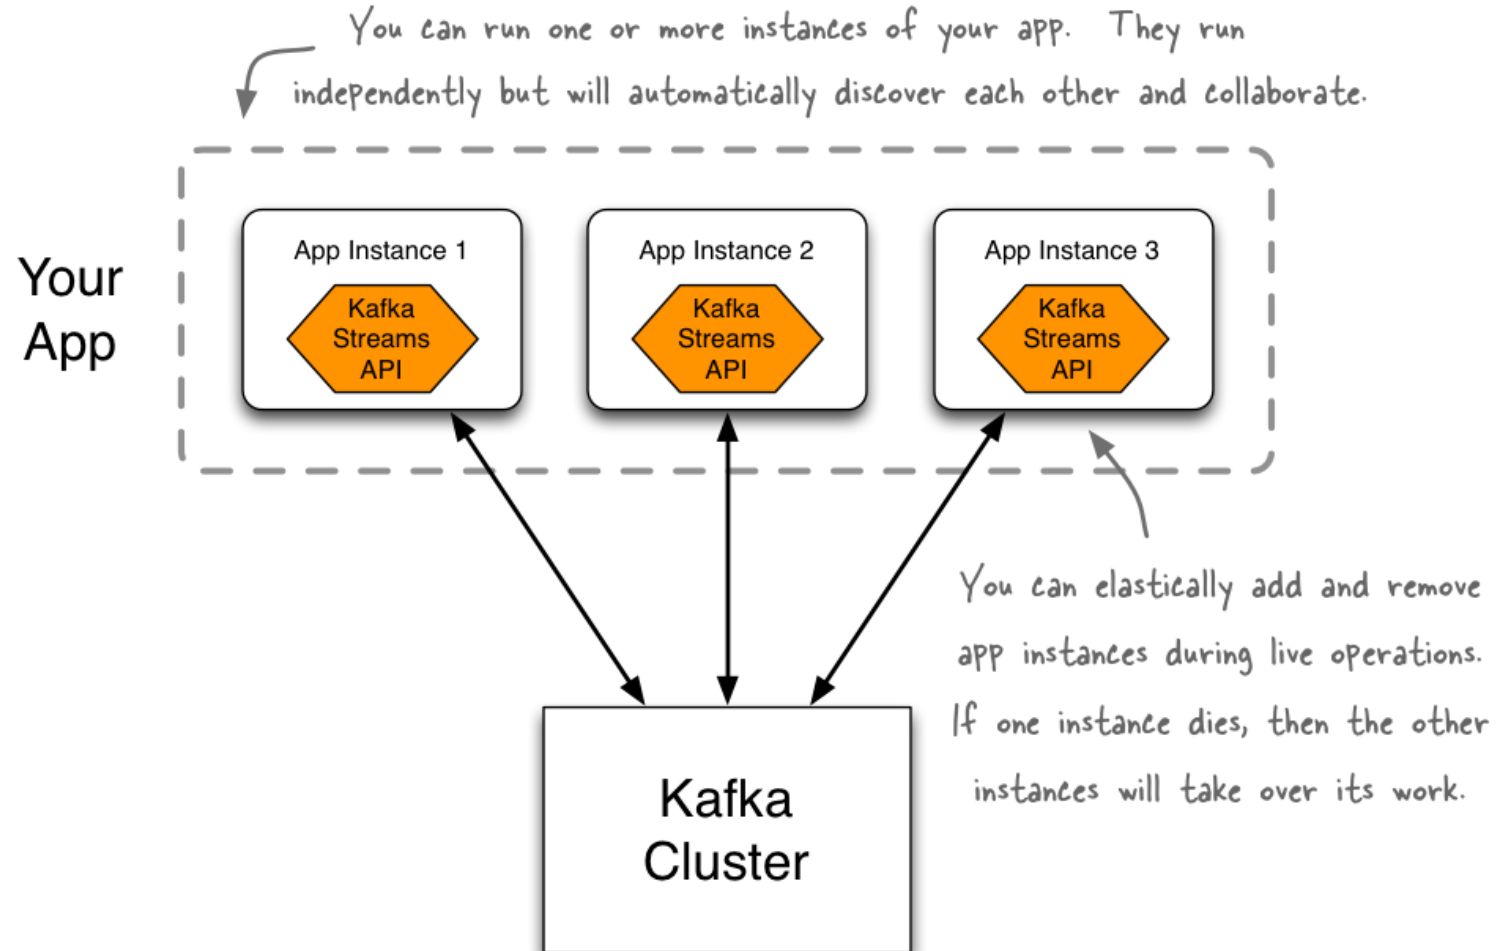 You can run one or more instances of your app. They run
independently but will automatically discover each other and collaborate.
Your
App
App Instance 1
Kafka
Streams
API
App Instance 2
Kafka
Streams
API
App Instance 3
Kafka
Streams
API
You can elastically add and remove
app instances during live operations.
If one instance dies, then the other
instances will take over its work.
Kafka
Cluster